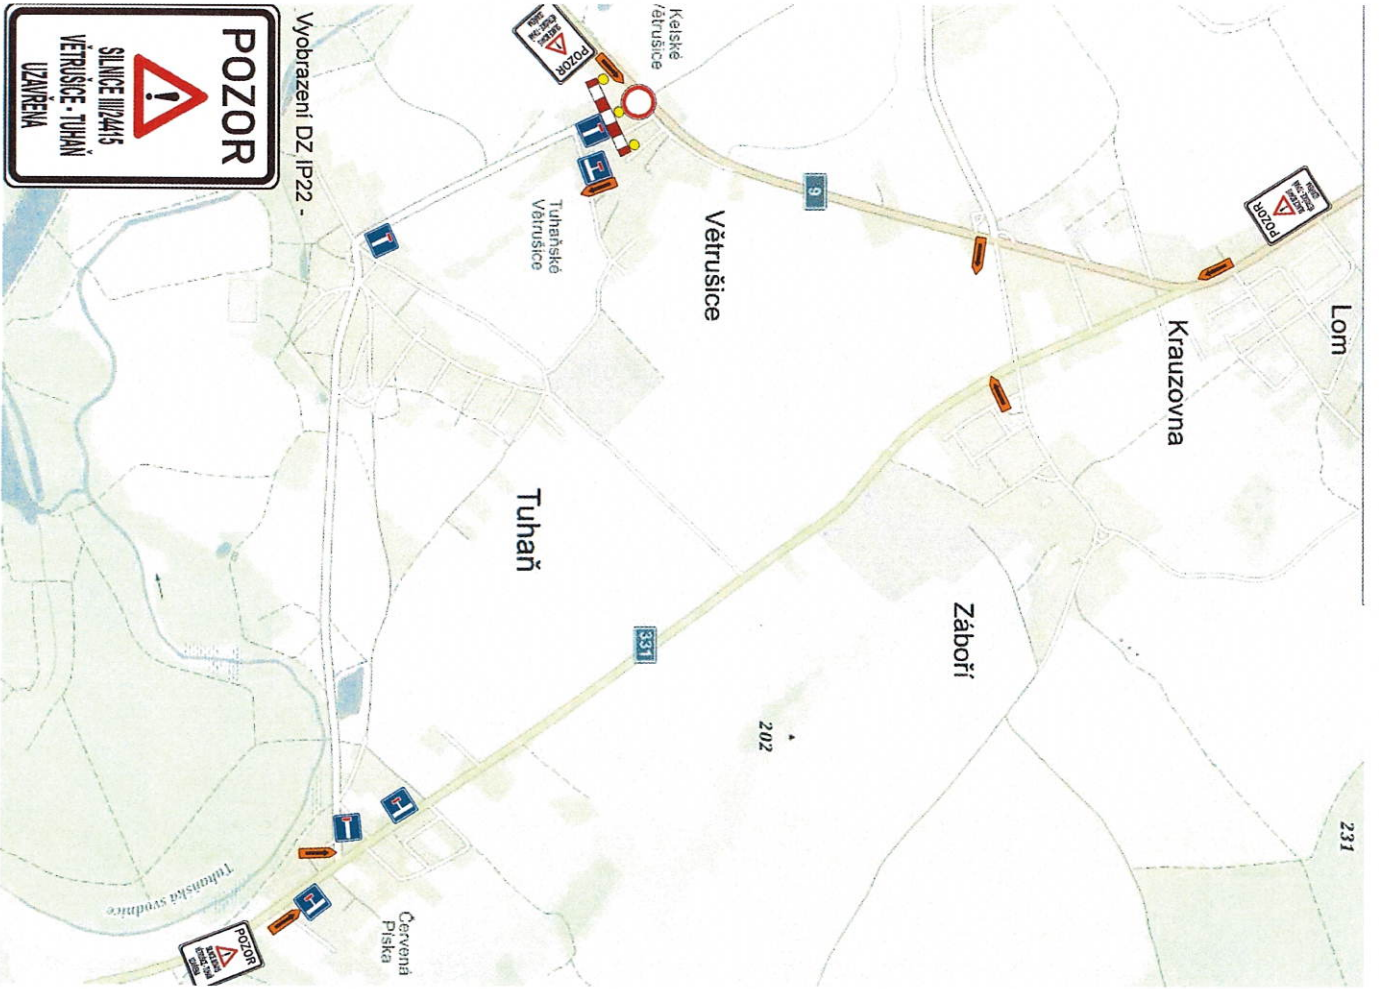 Vyobrazení DZ IP22 -
POZOR
SILNICE III/24415
VĚTRUŠICE - TUHAŇ
UZAVŘENA
Kelské
Větrušice
POZOR
Tuhaňské
Větrušice
Větrušice
9
POZOR
Lom
Krauzovna
Tuhaň
331
Záboří
202
231
Tuhaňská svodnice
Červená
Píska
POZOR